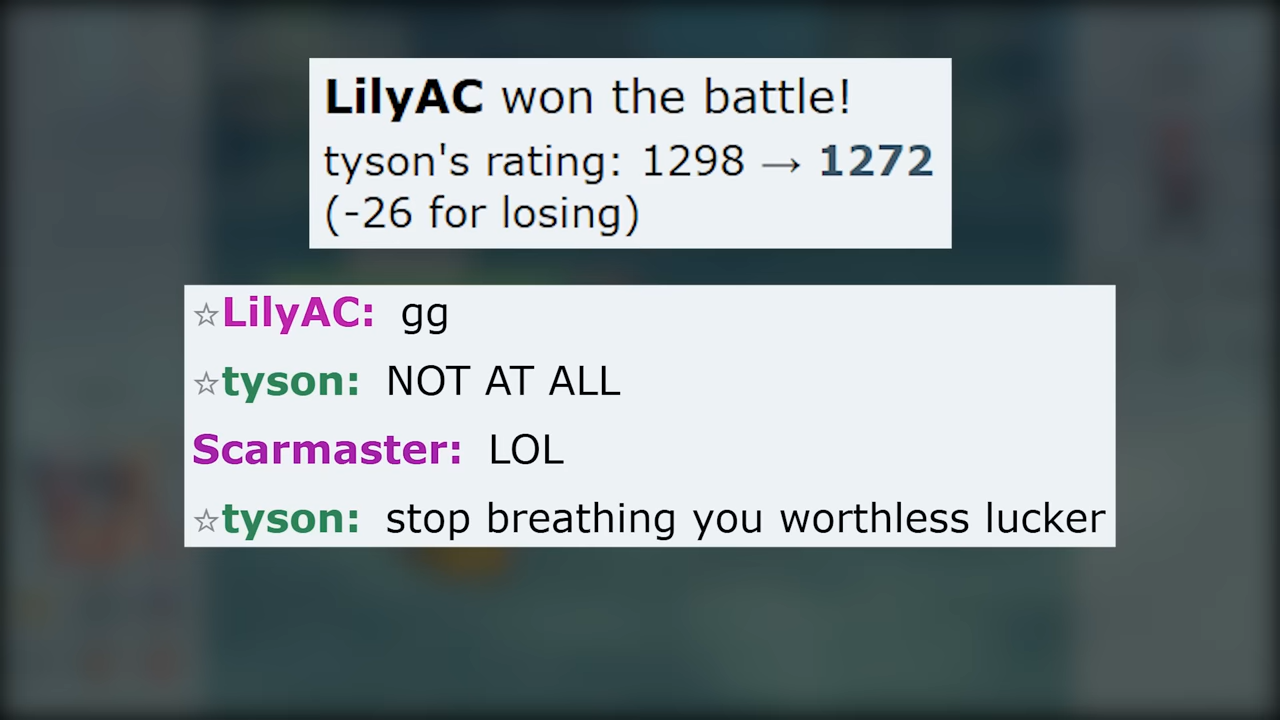 LilyAC won the battle!
tyson's rating: 1298 → 1272
(-26 for losing)
☆LilyAC: gg
☆tyson: NOT AT ALL
Scarmaster: LOL
☆tyson: stop breathing you worthless lucker